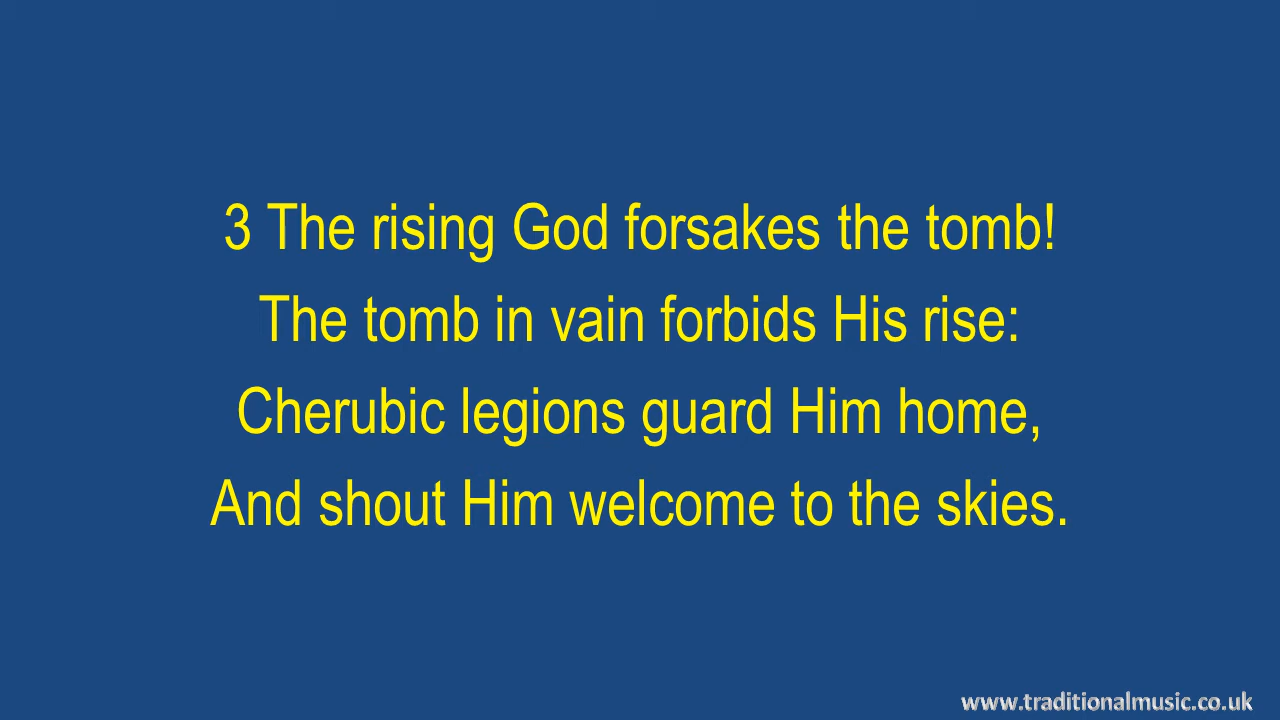 3 The rising God forsakes the tomb!
The tomb in vain forbids His rise:
Cherubic legions guard Him home,
And shout Him welcome to the skies.
www.traditionalmusic.co.uk